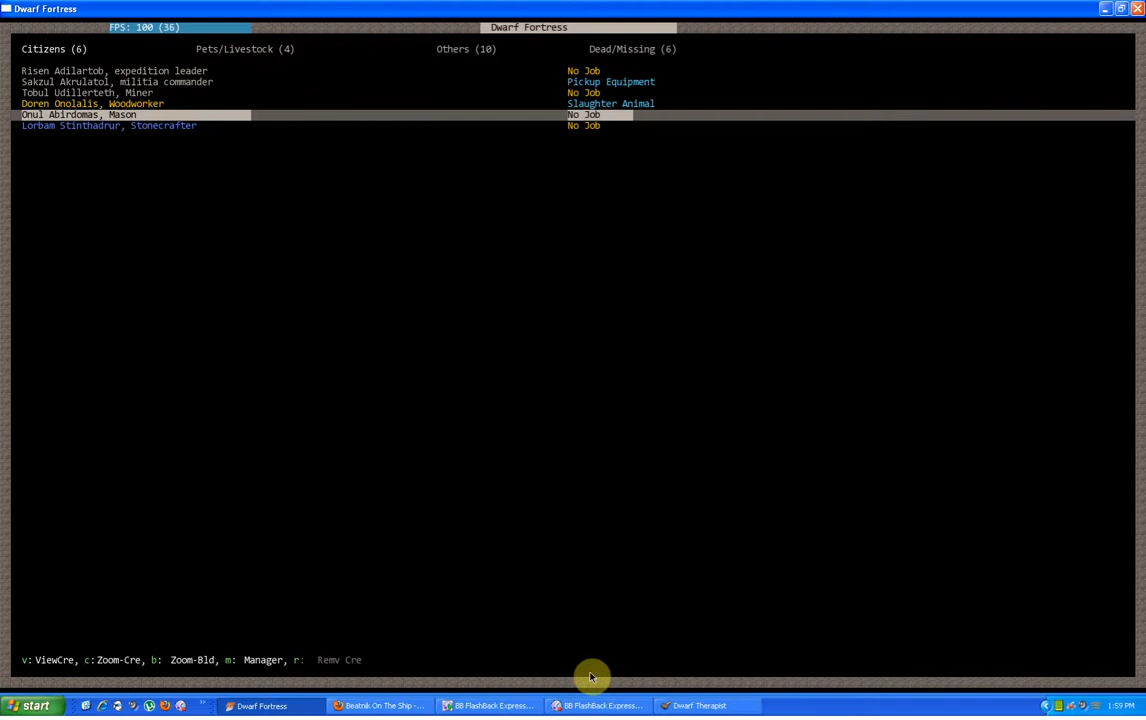 Dwarf Fortress
FPS: 100 (36) Dwarf Fortress
Citizens (6) Pets/Livestock (4) Others (10) Dead/Missing (6)
Risen Adilartob, expedition leader No Job
Sakzul Akrulatol, militia commander Pickup Equipment
Tobul Udillerteth, Miner No Job
Doren Onolalis, Woodworker Slaughter Animal
Onul Abirdomas, Mason No Job
Lorbam Stinthadrur, Stonecrafter No Job
v:ViewCre, c:Zoom-Cre, b: Zoom-Bld, m: Manager, r: Remv Cre
start Dwarf Fortress Beatnik On The Ship -... BB FlashBack Express... BB FlashBack Express... Dwarf Therapist 1:59 PM